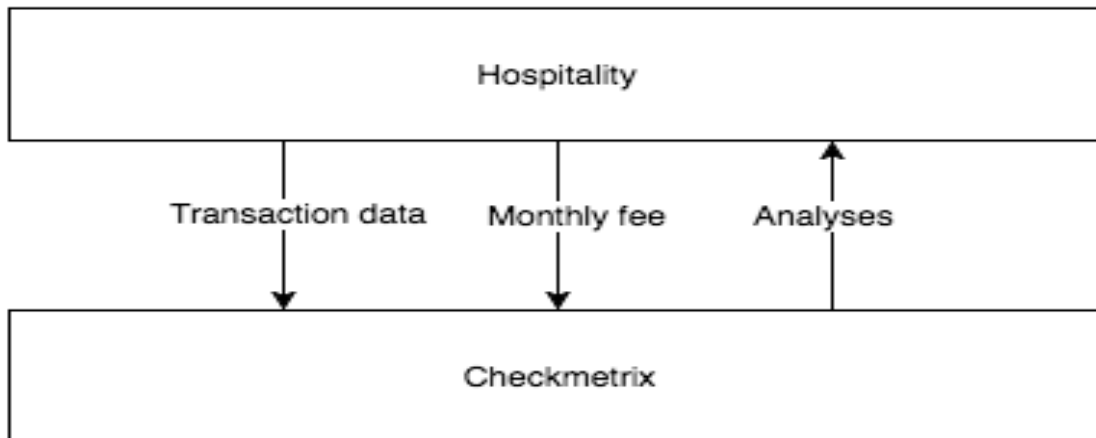 Hospitality
Transaction data
Monthly fee
Analyses
Checkmetrix